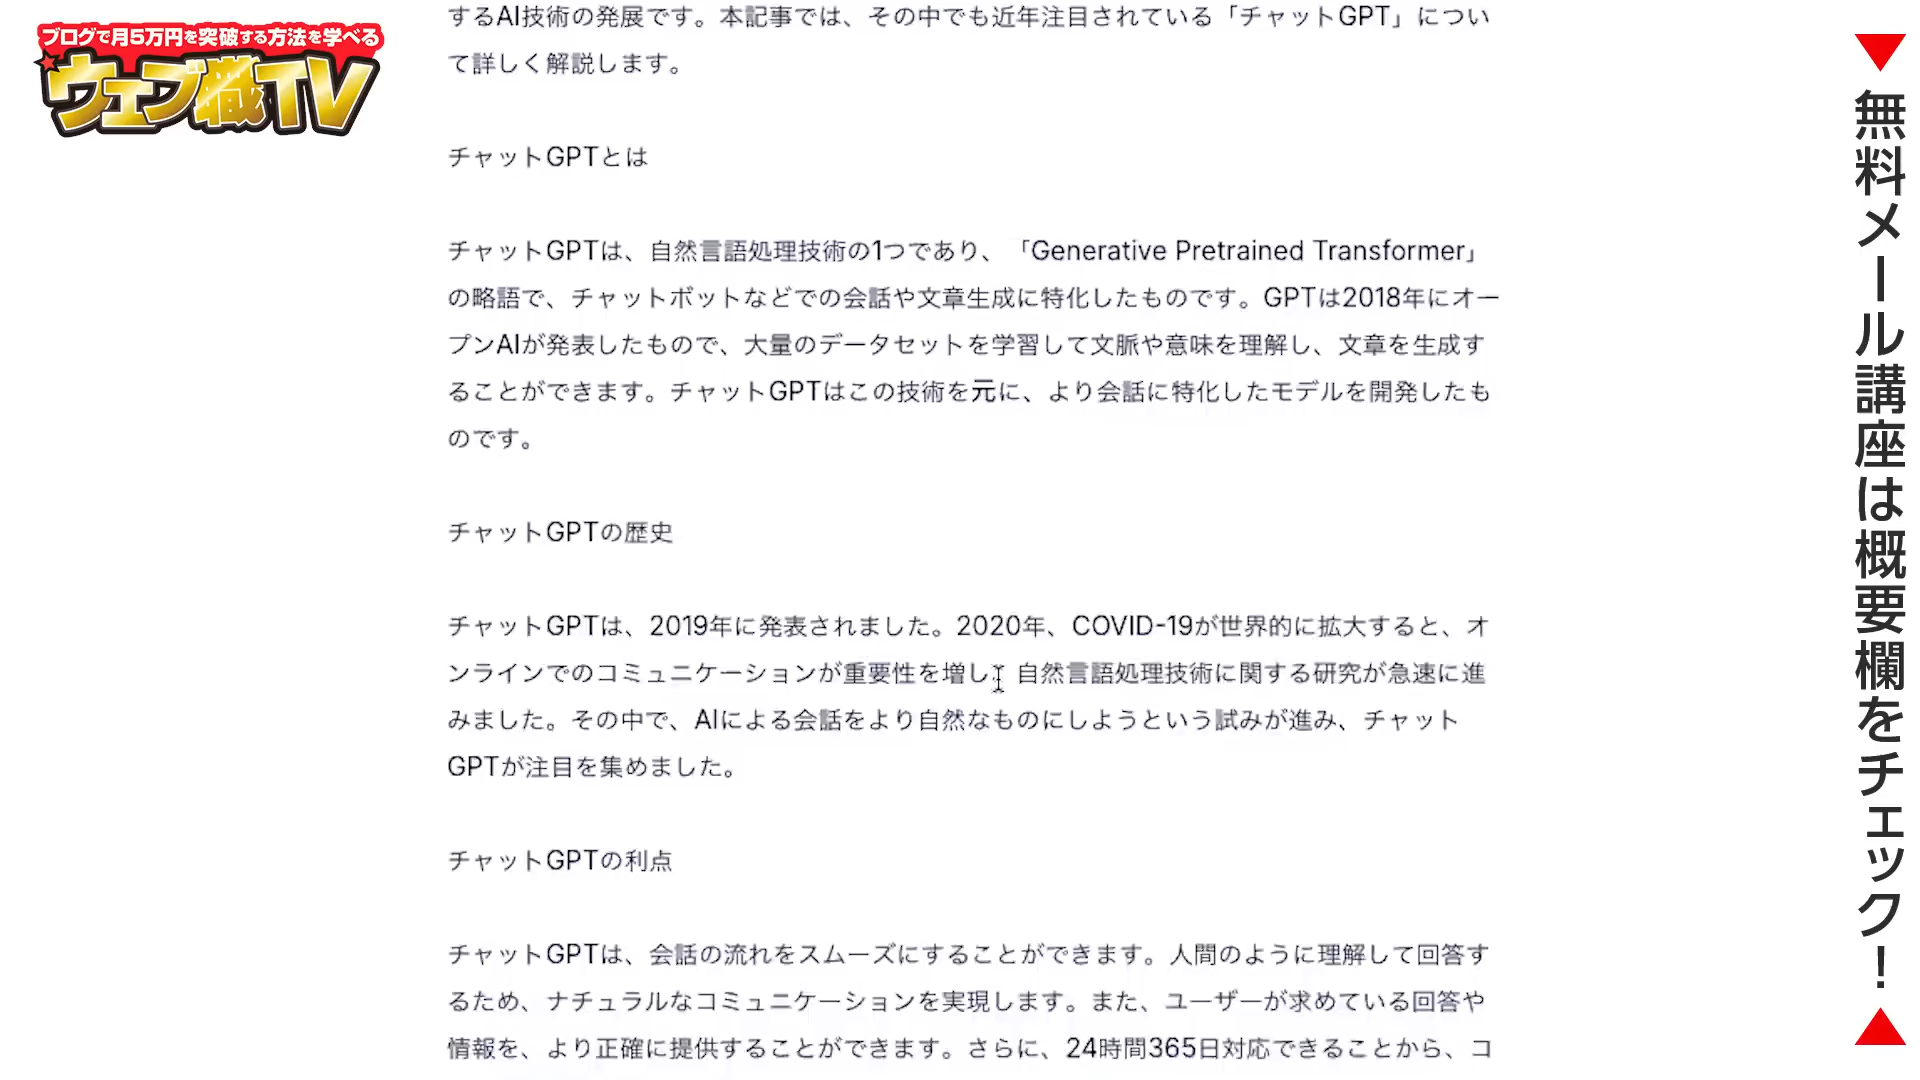 ブログで月5万円を突破する方法を学べる
ウェブ職TV
するAI技術の発展です。本記事では、その中でも近年注目されている「チャットGPT」につい
て詳しく解説します。
チャットGPTとは
チャットGPTは、自然言語処理技術の1つであり、「Generative Pretrained Transformer」
の略語で、チャットボットなどでの会話や文章生成に特化したものです。GPTは2018年にオー
プンAIが発表したもので、大量のデータセットを学習して文脈や意味を理解し、文章を生成す
ることができます。チャットGPTはこの技術を元に、より会話に特化したモデルを開発したも
のです。
チャットGPTの歴史
チャットGPTは、2019年に発表されました。2020年、COVID-19が世界的に拡大すると、オ
ンラインでのコミュニケーションが重要性を増し、自然言語処理技術に関する研究が急速に進
みました。その中で、AIによる会話をより自然なものにしようという試みが進み、チャット
GPTが注目を集めました。
チャットGPTの利点
チャットGPTは、会話の流れをスムーズにすることができます。人間のように理解して回答す
るため、ナチュラルなコミュニケーションを実現します。また、ユーザーが求めている回答や
情報を、より正確に提供することができます。さらに、24時間365日対応できることから、コ
▼無料メール講座は概要欄をチェック！▲